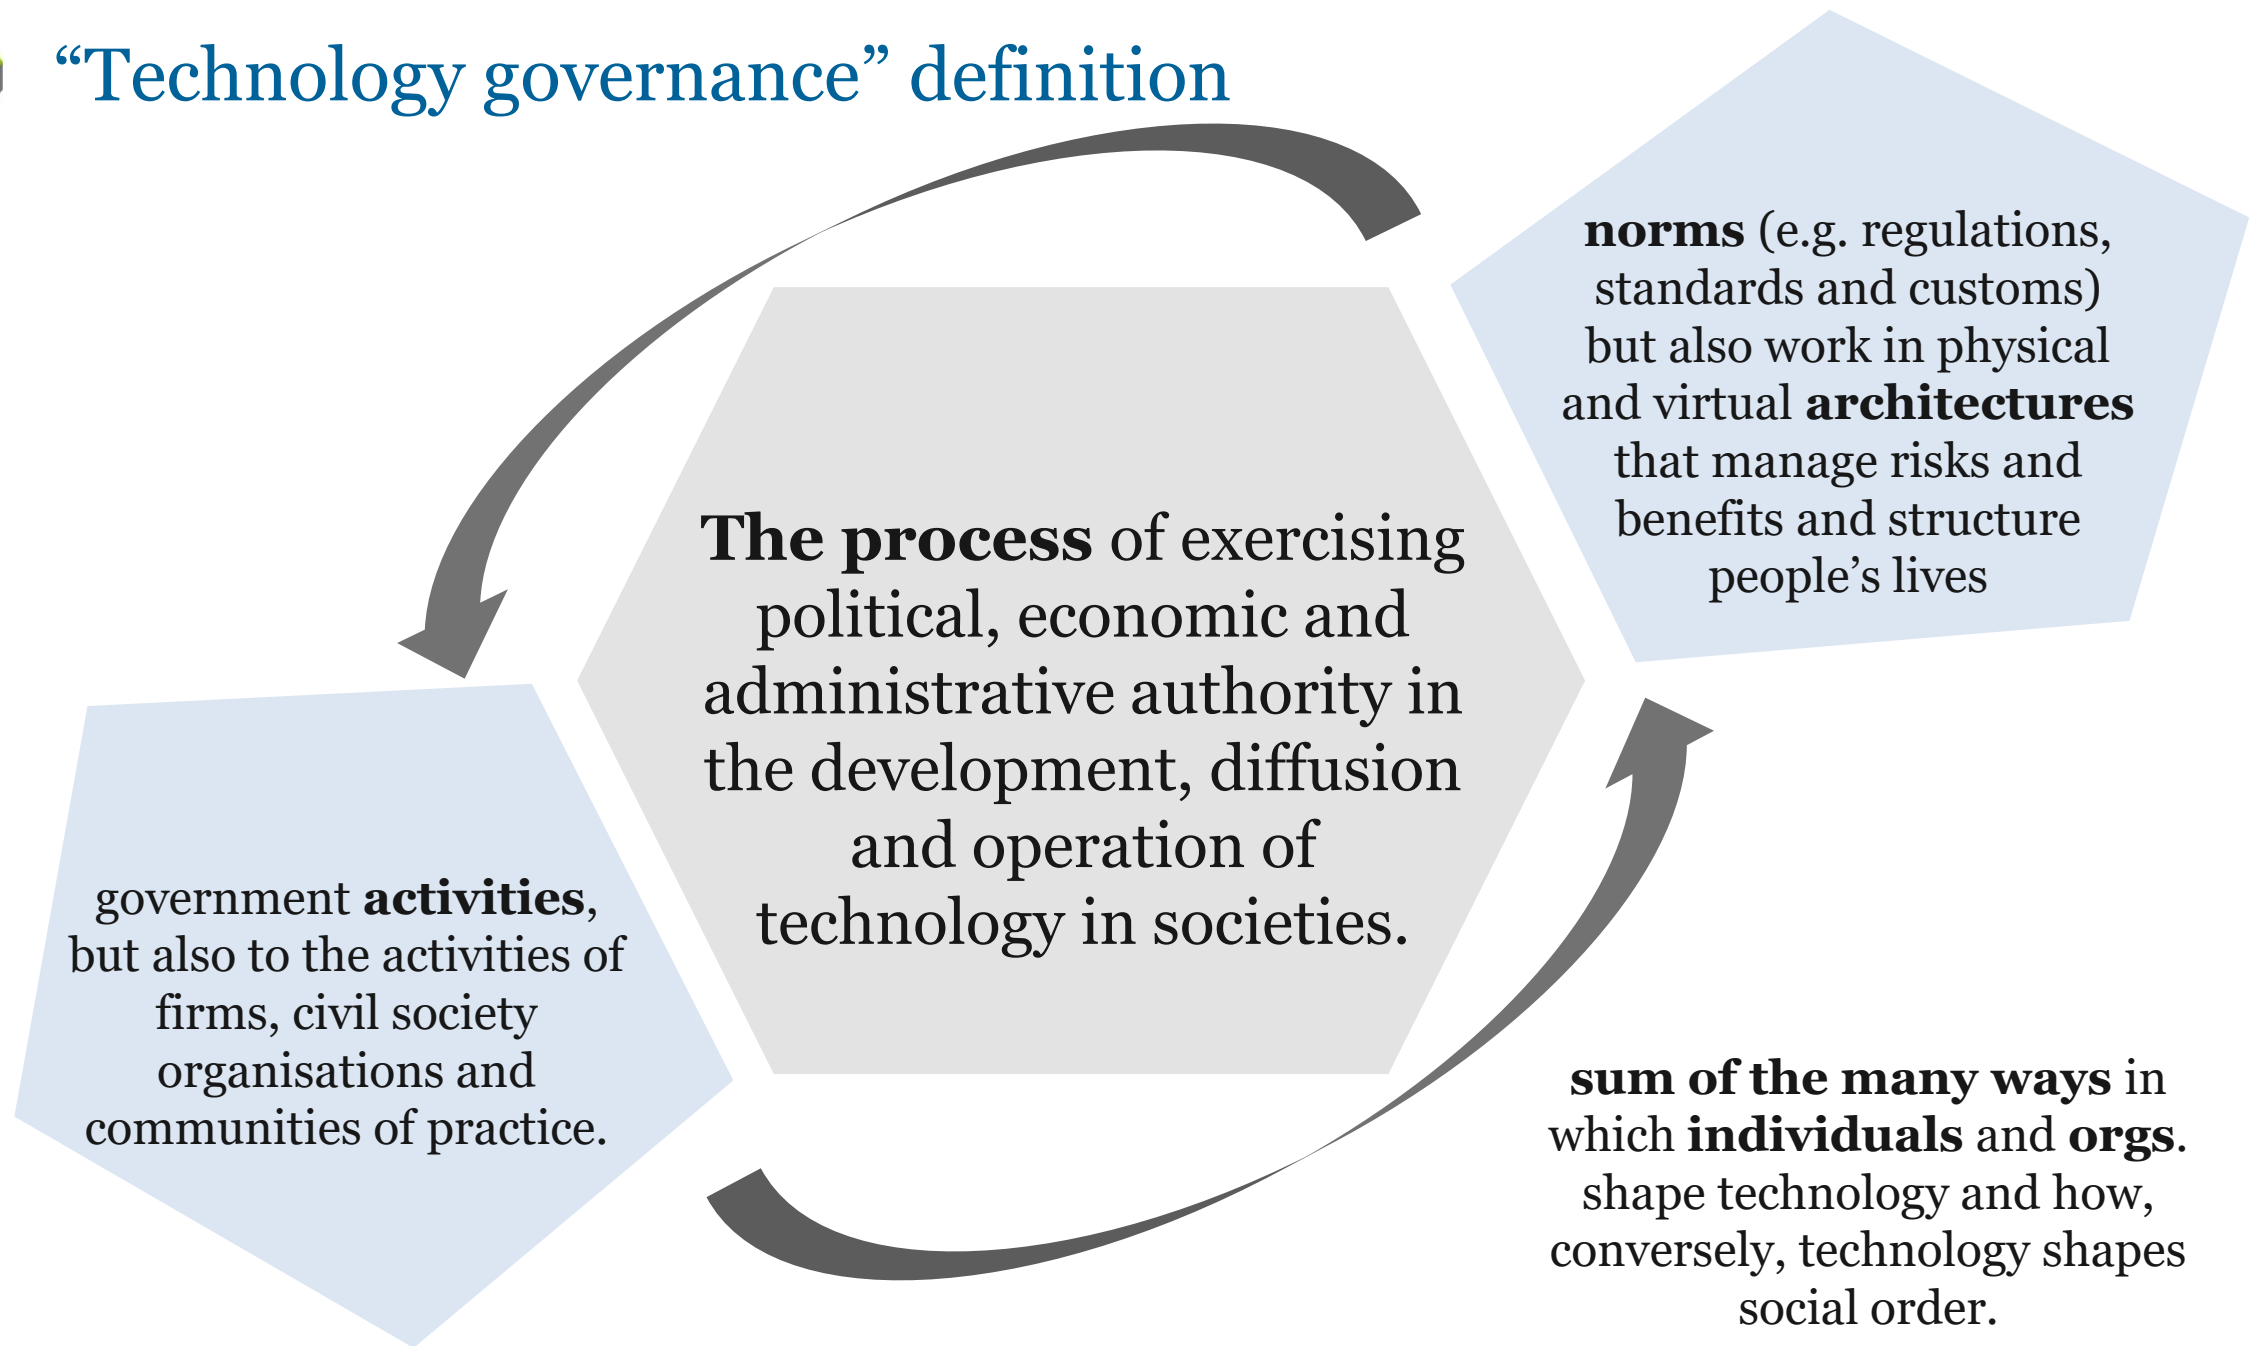 “Technology governance” definition
norms (e.g. regulations,
standards and customs)
but also work in physical
and virtual architectures
that manage risks and
benefits and structure
people’s lives
The process of exercising
political, economic and
administrative authority in
the development, diffusion
and operation of
technology in societies.
government activities,
but also to the activities of
firms, civil society
organisations and
communities of practice.
sum of the many ways in
which individuals and orgs.
shape technology and how,
conversely, technology shapes
social order.